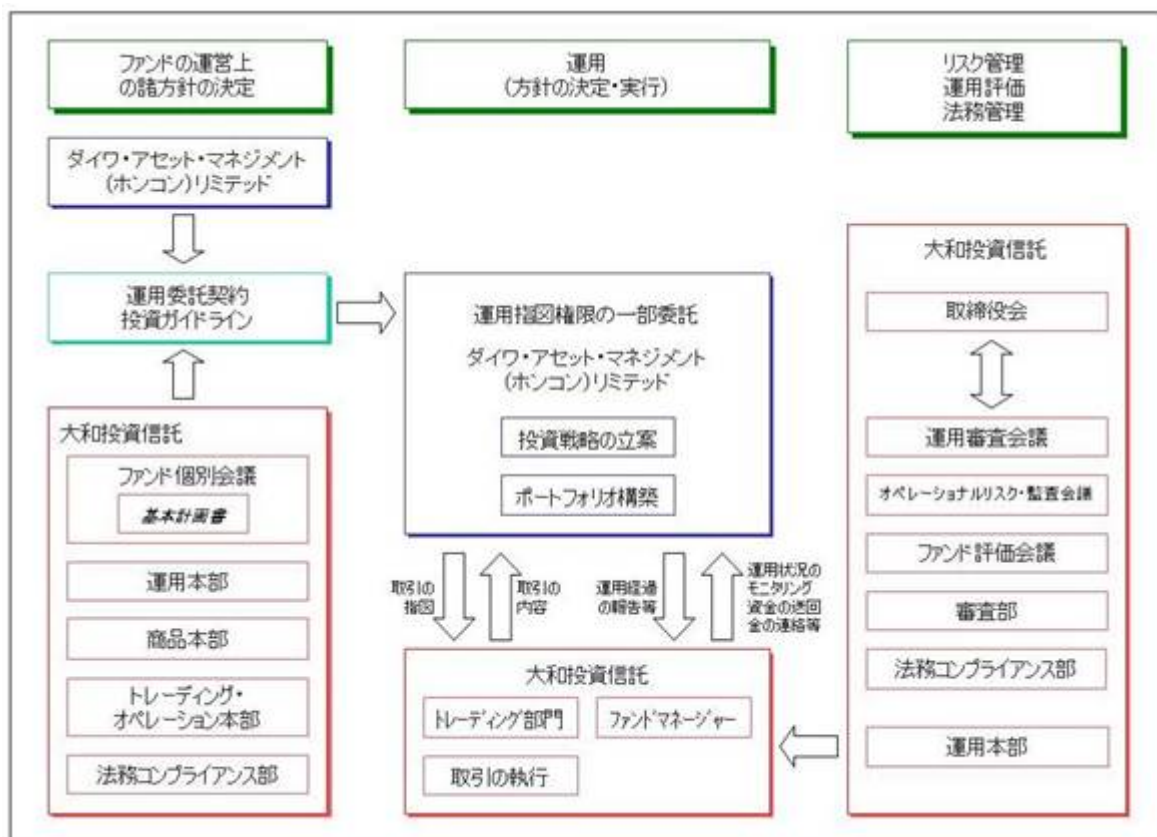 ファンドの運営上
の諸方針の決定
運用
(方針の決定・実行)
リスク管理
運用評価
法務管理
ダイワ・アセット・マネジメント
(ホンコン)リミテッド
運用委託契約
投資ガイドライン
大和投資信託
ファンド個別会議
基本計画書
運用本部
商品本部
トレーディング・
オペレーション本部
法務コンプライアンス部
運用指図権限の一部委託
ダイワ・アセット・マネジメント
(ホンコン)リミテッド
投資戦略の立案
ポートフォリオ構築
取引の
指図
取引の
内容
運用経過
の報告等
運用状況の
モニタリング
資金の送回
金の連絡等
大和投資信託
トレーディング部門
ファンドマネージャー
取引の執行
大和投資信託
取締役会
運用審査会議
オペレーショナルリスク・監査会議
ファンド評価会議
審査部
法務コンプライアンス部
運用本部